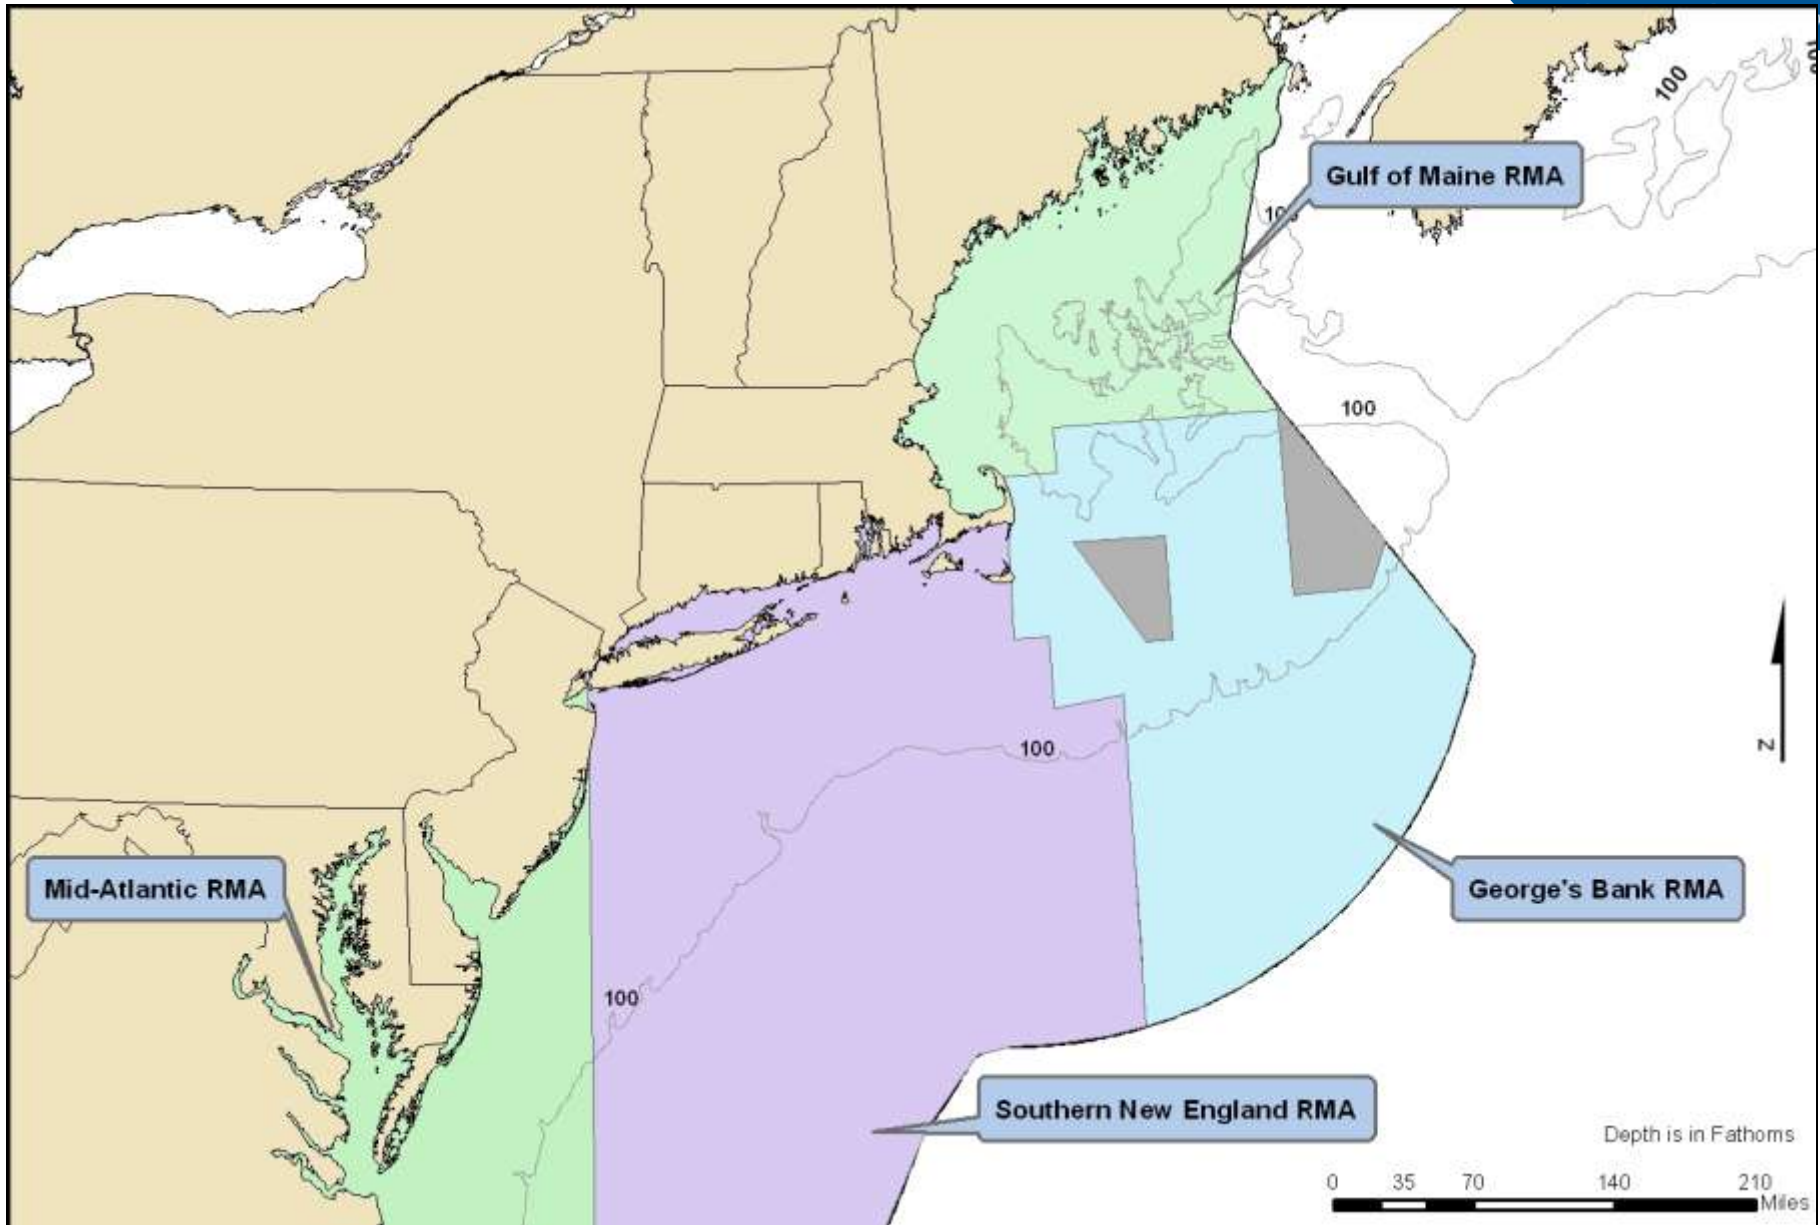 100
Gulf of Maine RMA
100
100
100
N
Mid-Atlantic RMA
George's Bank RMA
100
Southern New England RMA
Depth is in Fathoms
0 35 70 140 210
Miles